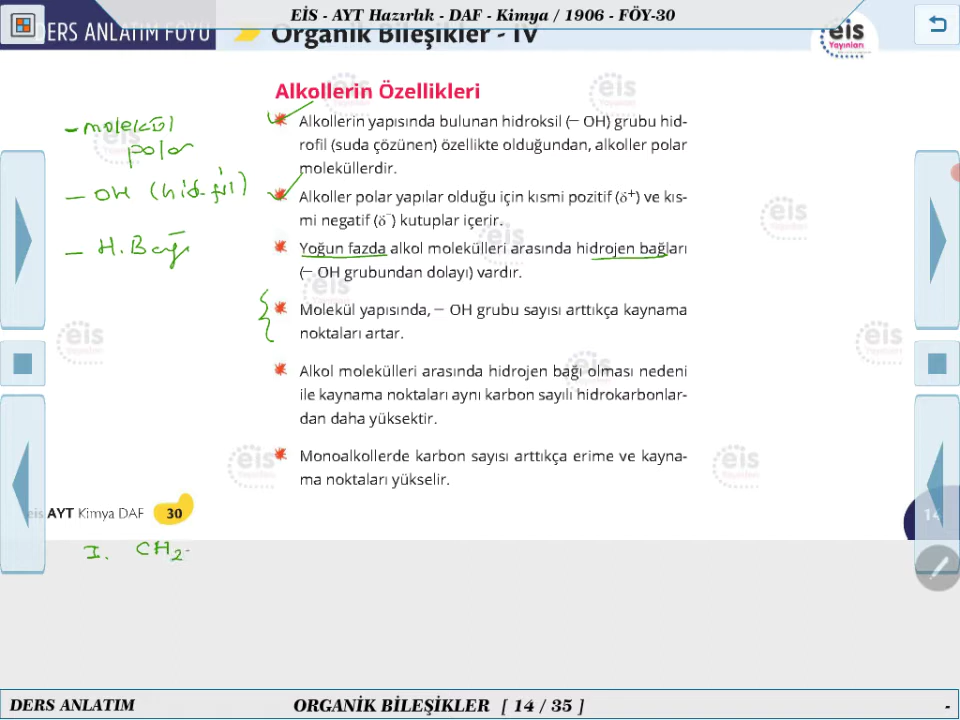 EİS - AYT Hazırlık - DAF - Kimya / 1906 - FÖY-30
DERS ANLATIM FÖYÜ
Organik Bileşikler - IV
eis
Yayınları
Alkollerin Özellikleri
Alkollerin yapısında bulunan hidroksil (− OH) grubu hid-
rofil (suda çözünen) özellikte olduğundan, alkoller polar
moleküllerdir.
Alkoller polar yapılar olduğu için kısmi pozitif (δ⁺) ve kıs-
mi negatif (δ⁻) kutuplar içerir.
Yoğun fazda alkol molekülleri arasında hidrojen bağları
(− OH grubundan dolayı) vardır.
Molekül yapısında, − OH grubu sayısı arttıkça kaynama
noktaları artar.
Alkol molekülleri arasında hidrojen bağı olması nedeni
ile kaynama noktaları aynı karbon sayılı hidrokarbonlar-
dan daha yüksektir.
Monoalkollerde karbon sayısı arttıkça erime ve kayna-
ma noktaları yükselir.
- molekül
polar
- OH (hid-fil)
- H. Bağı
eis AYT Kimya DAF 30
14
I. CH₂-
DERS ANLATIM
ORGANİK BİLEŞİKLER [ 14 / 35 ]
-